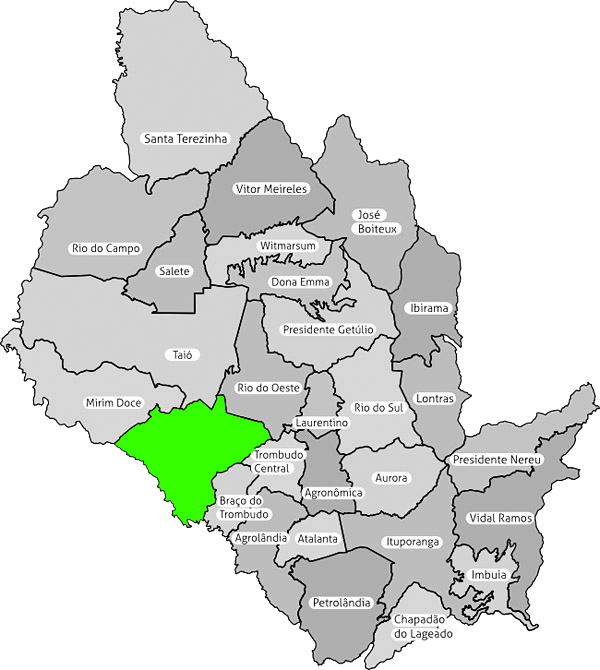 Santa Terezinha
Vitor Meireles
José
Boiteux
Rio do Campo
Witmarsum
Salete
Dona Emma
Ibirama
Presidente Getúlio
Taió
Rio do Oeste
Mirim Doce
Lontras
Rio do Sul
Laurentino
Trombudo
Central
Presidente Nereu
Aurora
Agronômica
Braço do
Trombudo
Vidal Ramos
Agrolândia
Atalanta
Ituporanga
Imbuia
Petrolândia
Chapadão
do Lageado